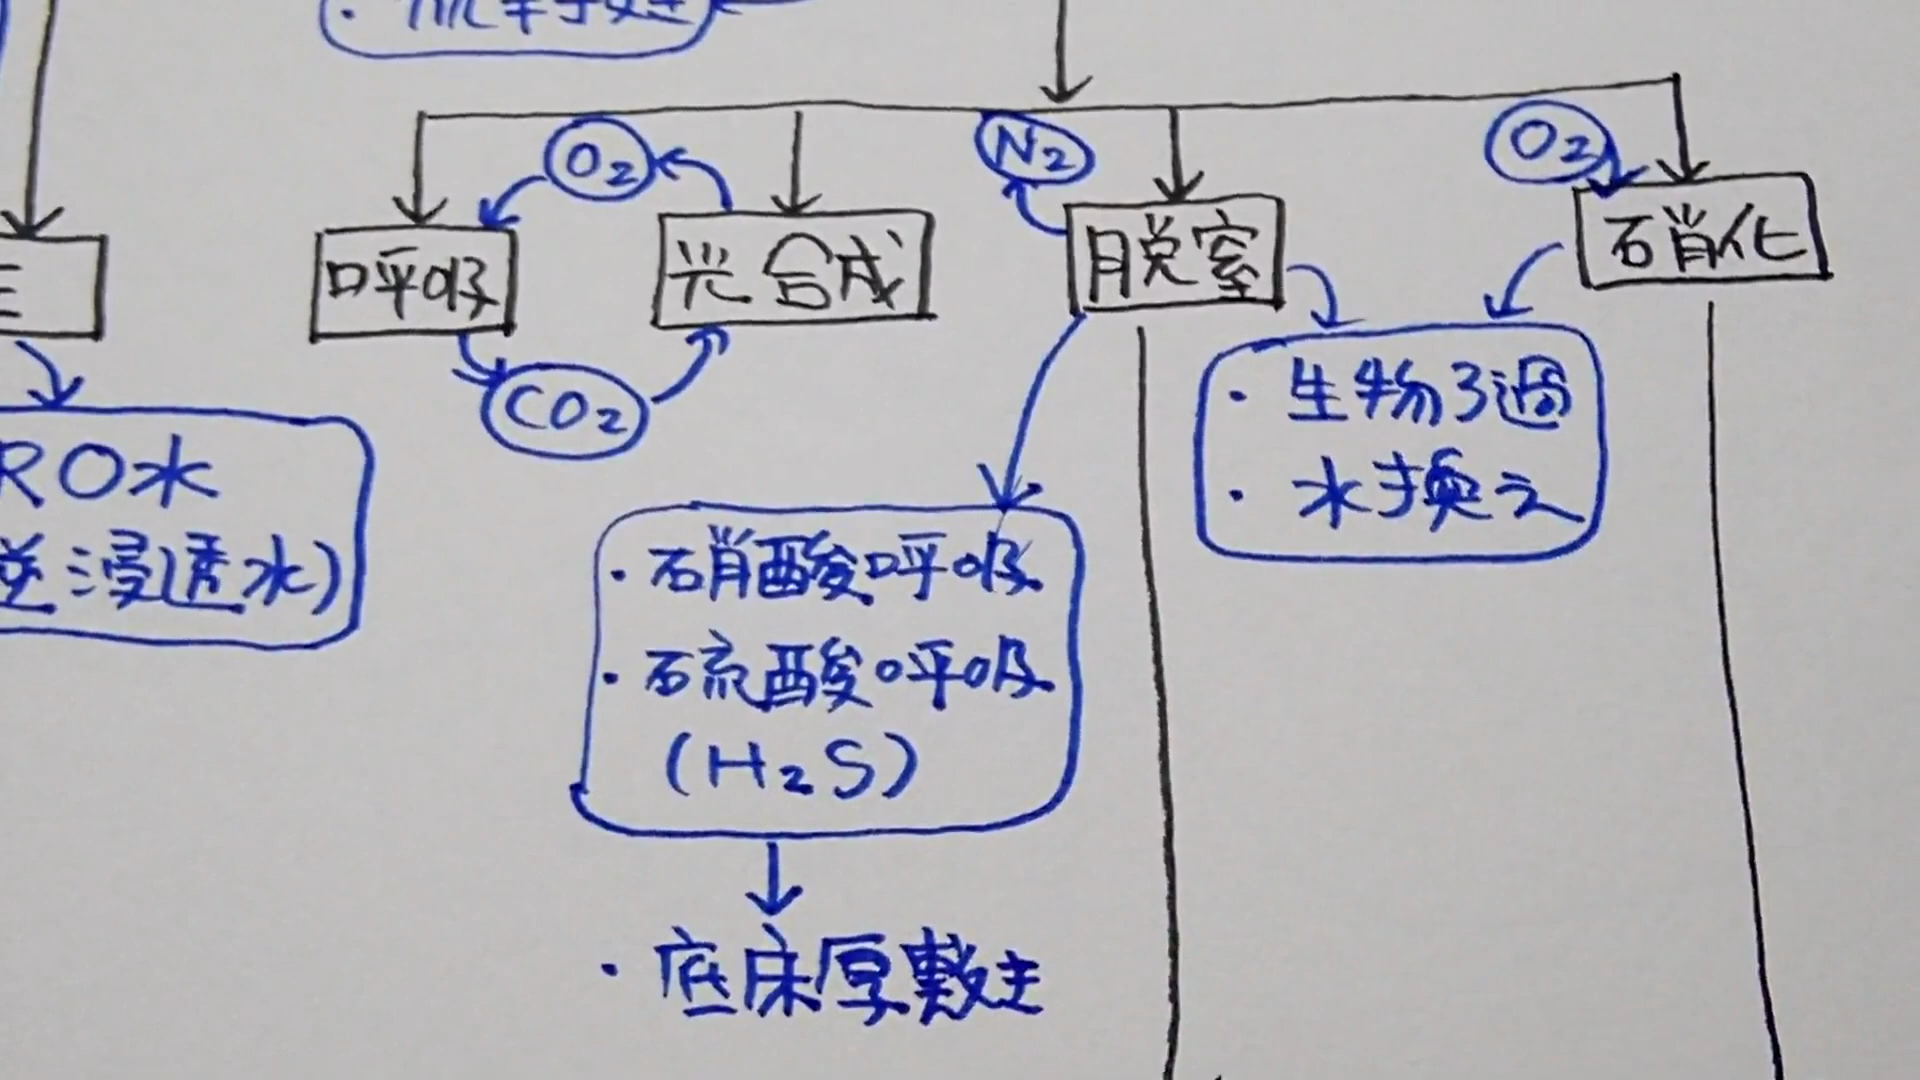 O₂
N₂
O₂
呼吸
光合成
脱窒
硝化
CO₂
・生物ろ過
・水換え
RO水
逆浸透水)
・硝酸呼吸
・硫酸呼吸
(H₂S)
・底床厚敷き